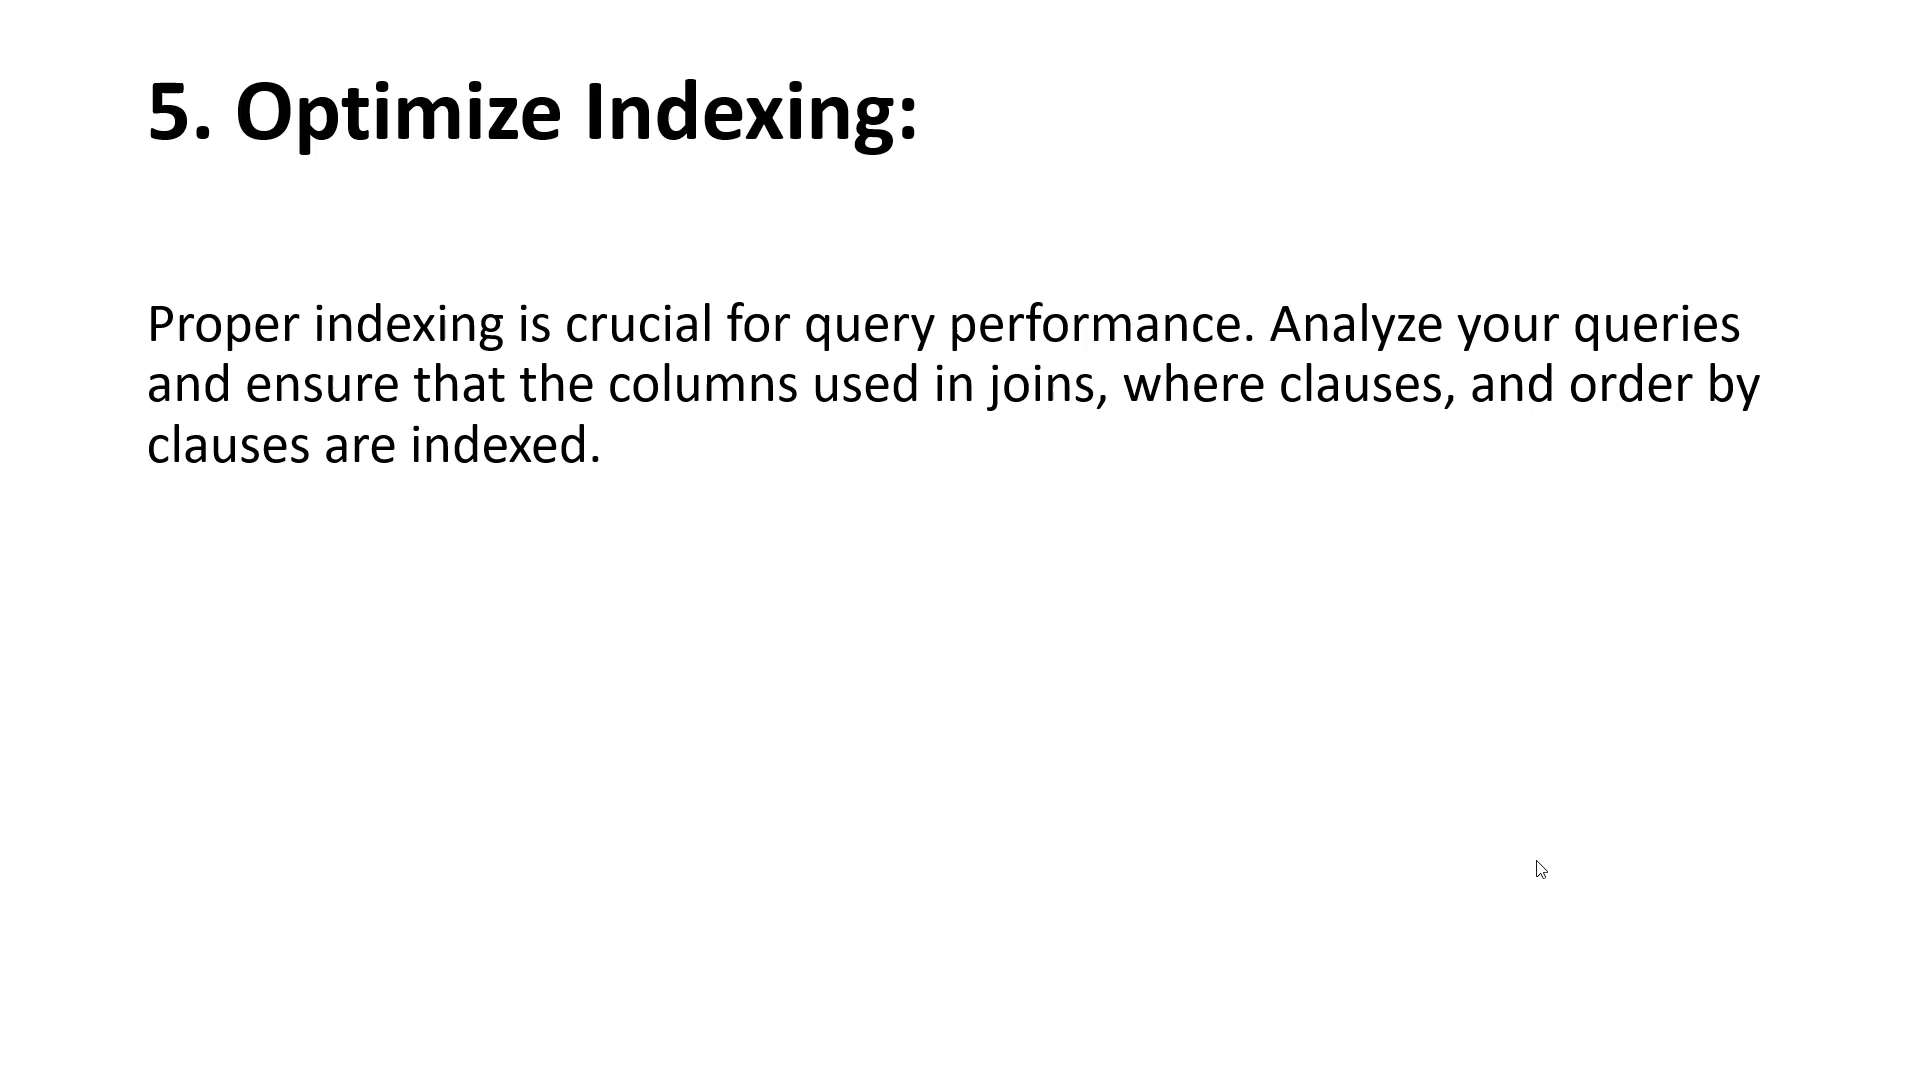 5. Optimize Indexing:
Proper indexing is crucial for query performance. Analyze your queries
and ensure that the columns used in joins, where clauses, and order by
clauses are indexed.